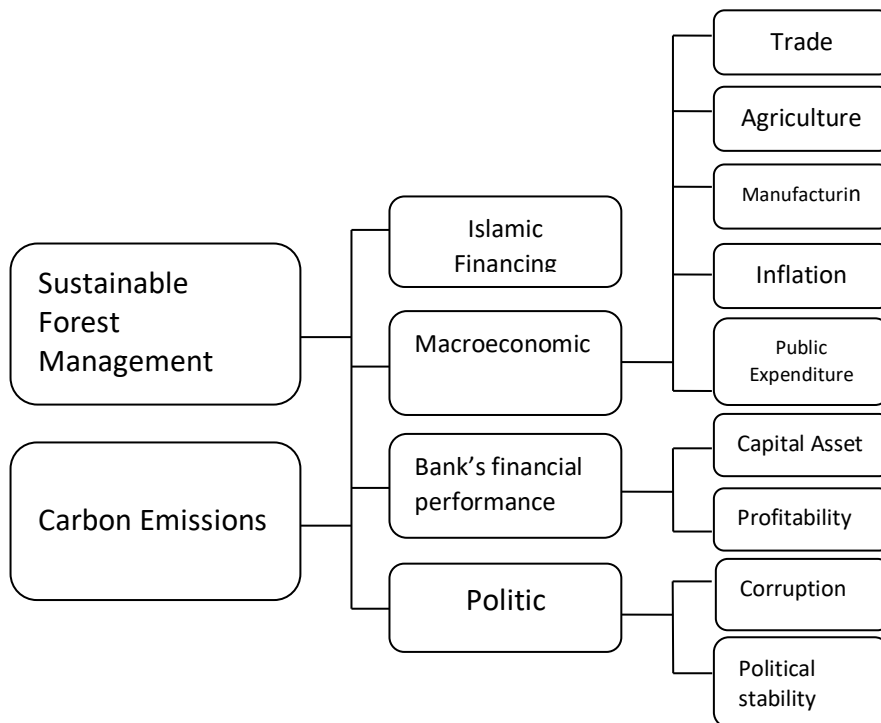 Sustainable
Forest
Management
Carbon Emissions
Islamic
Financing
Macroeconomic
Bank’s financial
performance
Politic
Trade
Agriculture
Manufacturin
Inflation
Public
Expenditure
Capital Asset
Profitability
Corruption
Political
stability